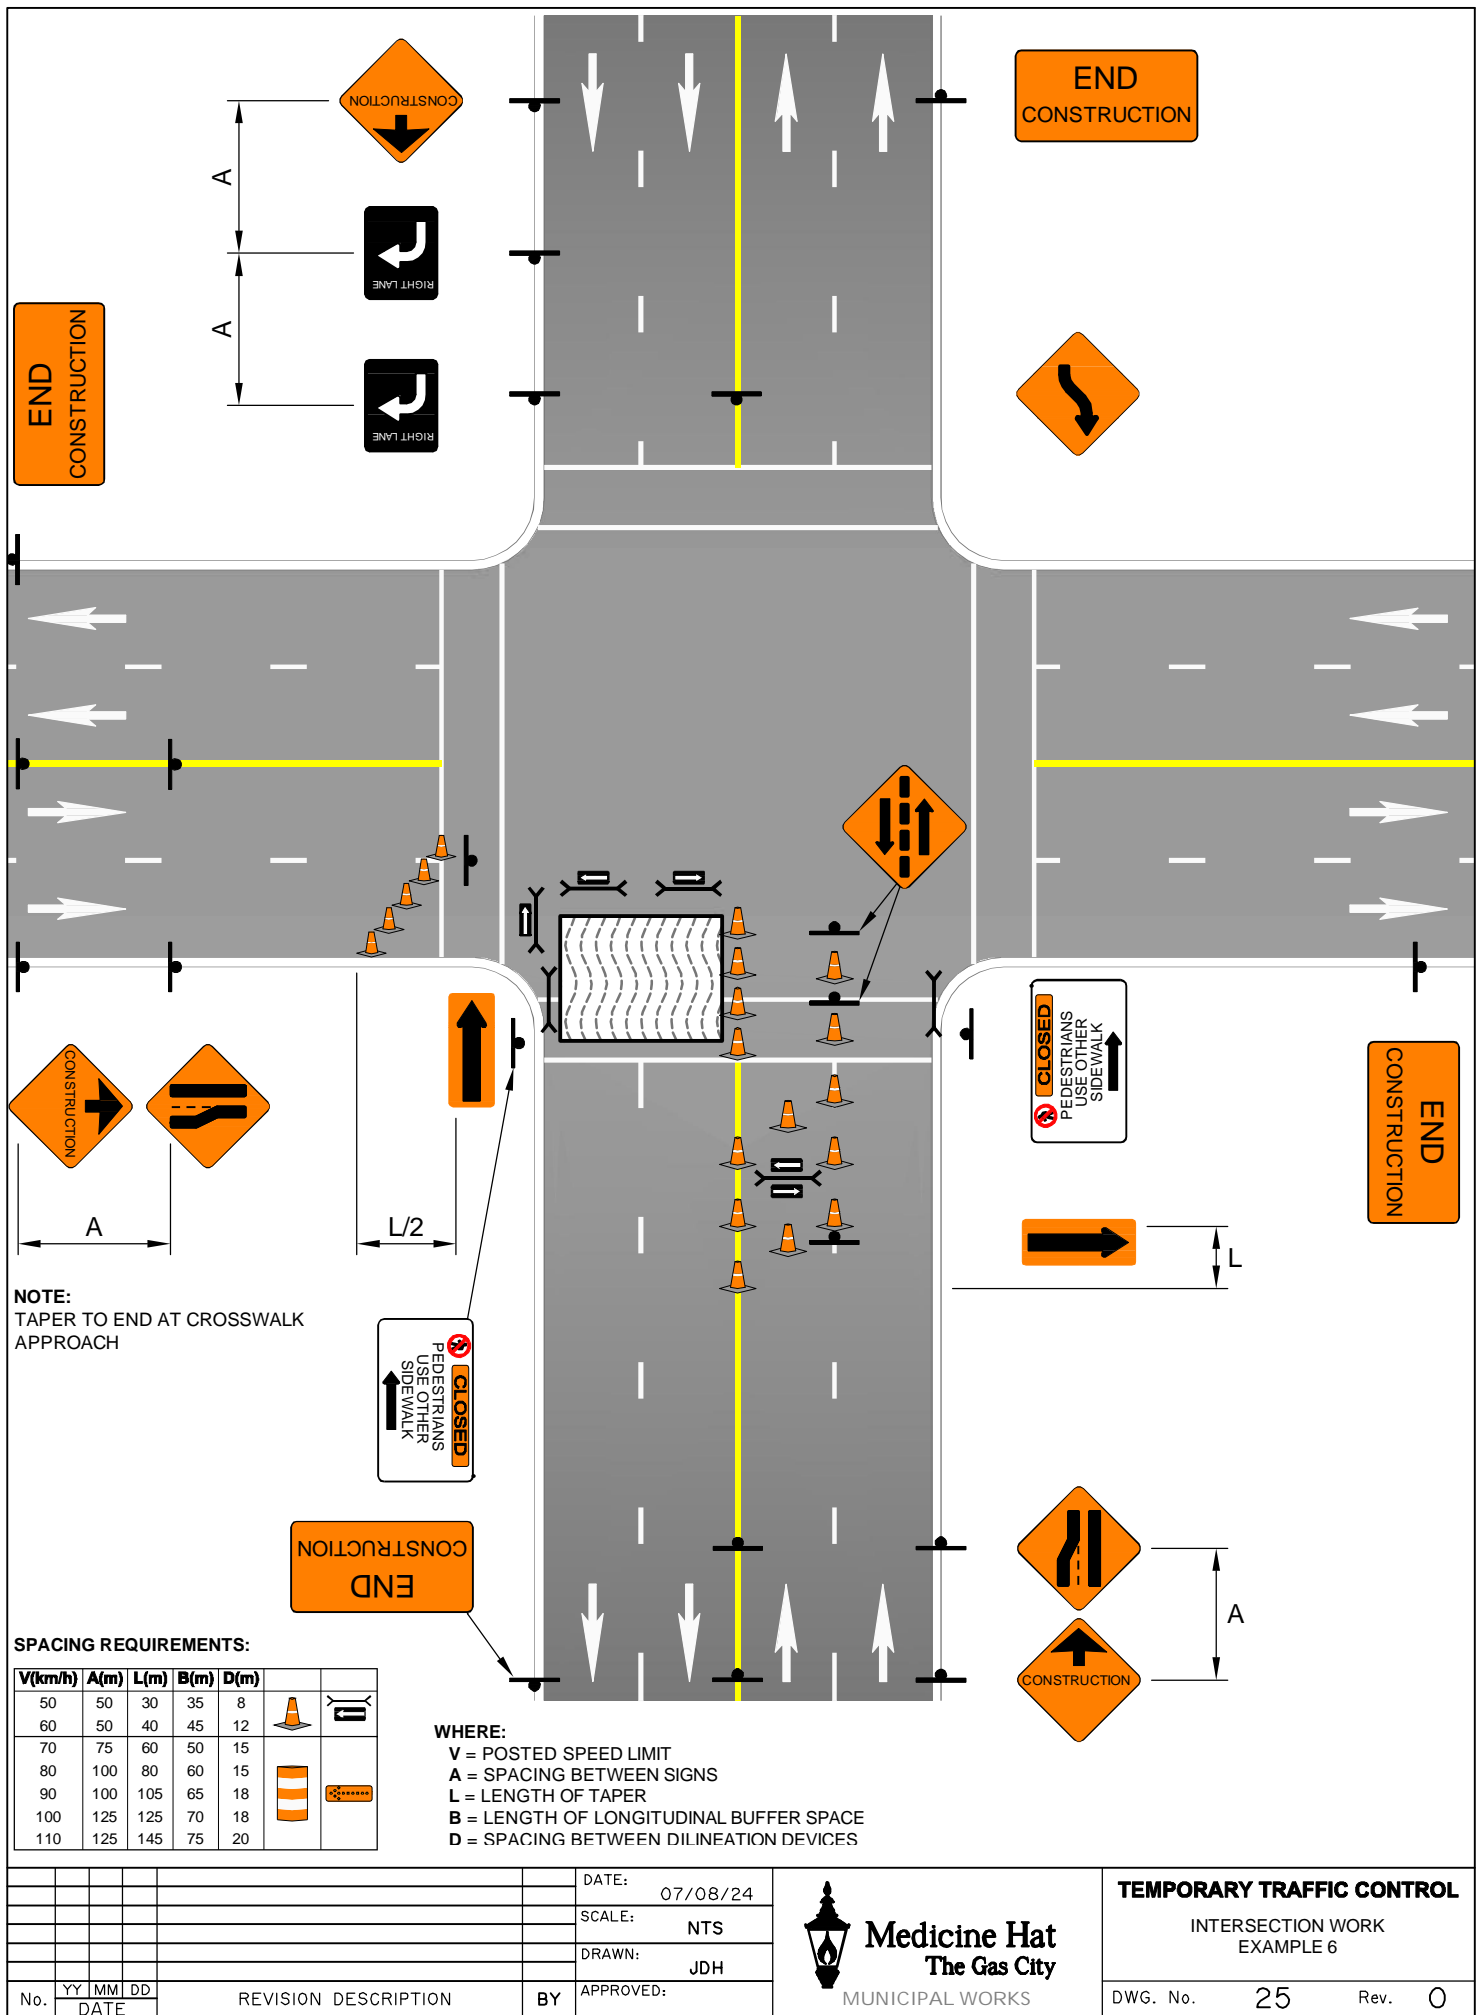 CONSTRUCTION
END
CONSTRUCTION
A
RIGHT LANE
A
RIGHT LANE
END
CONSTRUCTION
CLOSED
PEDESTRIANS
USE OTHER
SIDEWALK
END
CONSTRUCTION
CONSTRUCTION
A
L/2
L
NOTE:
TAPER TO END AT CROSSWALK
APPROACH
CLOSED
PEDESTRIANS
USE OTHER
SIDEWALK
END
CONSTRUCTION
A
CONSTRUCTION
SPACING REQUIREMENTS:
V(km/h) A(m) L(m) B(m) D(m)
50 50 30 35 8
60 50 40 45 12
70 75 60 50 15
80 100 80 60 15
90 100 105 65 18
100 125 125 70 18
110 125 145 75 20
WHERE:
V = POSTED SPEED LIMIT
A = SPACING BETWEEN SIGNS
L = LENGTH OF TAPER
B = LENGTH OF LONGITUDINAL BUFFER SPACE
D = SPACING BETWEEN DILINEATION DEVICES
No. YY MM DD
DATE
REVISION DESCRIPTION
BY
DATE: 07/08/24
SCALE: NTS
DRAWN: JDH
APPROVED:
Medicine Hat
The Gas City
MUNICIPAL WORKS
TEMPORARY TRAFFIC CONTROL
INTERSECTION WORK
EXAMPLE 6
DWG. No. 25 Rev. 0